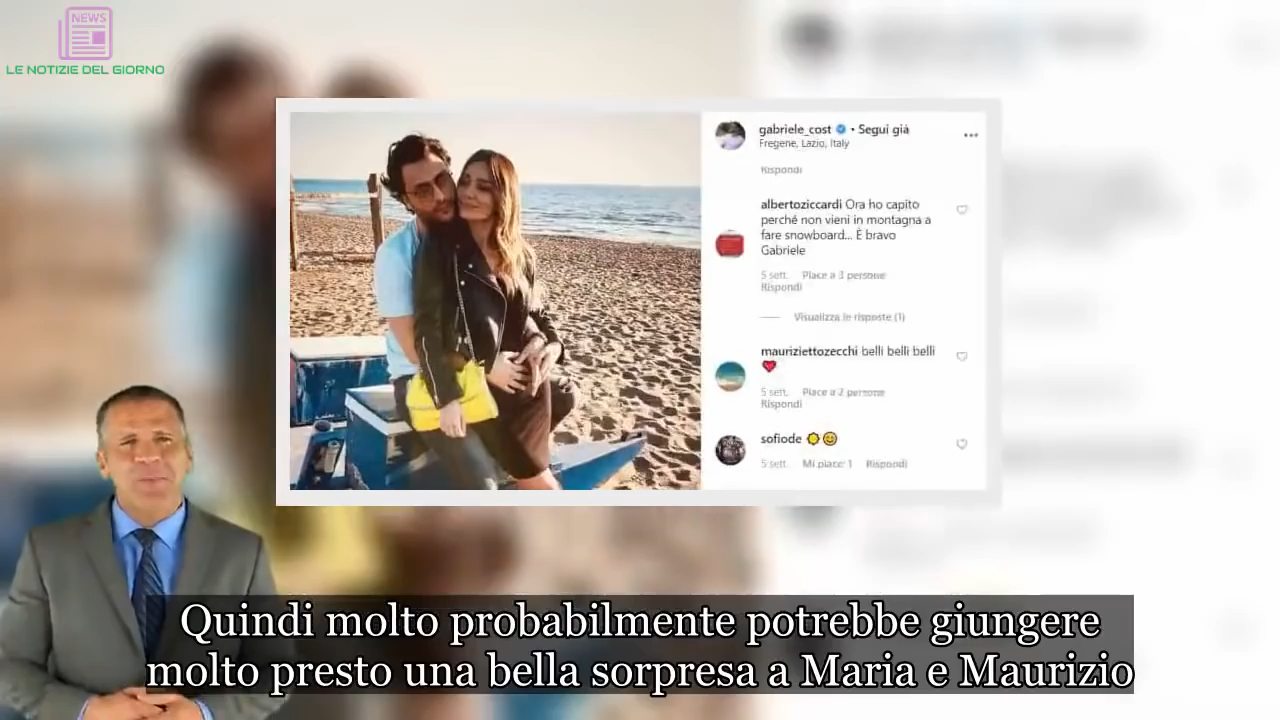 NEWS
LE NOTIZIE DEL GIORNO
gabriele_cost • Segui già
Fregene, Lazio, Italy
Rispondi
albertoziccardi Ora ho capito
perché non vieni in montagna a
fare snowboard... È bravo
Gabriele
5 sett. Piace a 3 persone
Rispondi
Visualizza le risposte (1)
mauriziettozecchi belli belli belli
❤️
5 sett. Piace a 2 persone
Rispondi
sofiode 🌞😊
5 sett. Mi piace: 1 Rispondi
Quindi molto probabilmente potrebbe giungere
molto presto una bella sorpresa a Maria e Maurizio